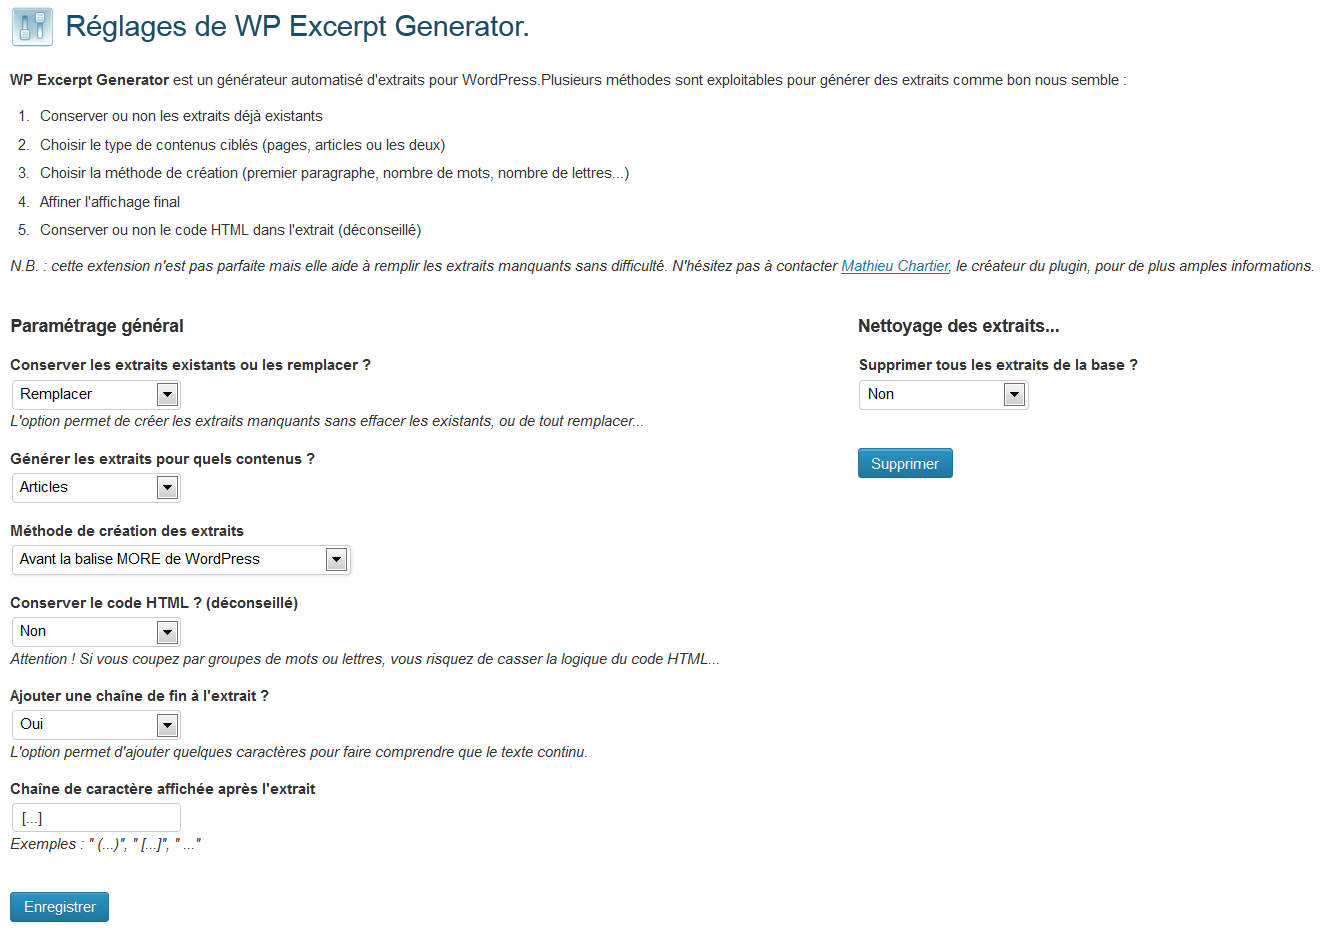 Réglages de WP Excerpt Generator.
WP Excerpt Generator est un générateur automatisé d'extraits pour WordPress.Plusieurs méthodes sont exploitables pour générer des extraits comme bon nous semble :
1. Conserver ou non les extraits déjà existants
2. Choisir le type de contenus ciblés (pages, articles ou les deux)
3. Choisir la méthode de création (premier paragraphe, nombre de mots, nombre de lettres...)
4. Affiner l'affichage final
5. Conserver ou non le code HTML dans l'extrait (déconseillé)
N.B. : cette extension n'est pas parfaite mais elle aide à remplir les extraits manquants sans difficulté. N'hésitez pas à contacter Mathieu Chartier, le créateur du plugin, pour de plus amples informations.
Paramétrage général
Conserver les extraits existants ou les remplacer ?
Remplacer
L'option permet de créer les extraits manquants sans effacer les existants, ou de tout remplacer...
Générer les extraits pour quels contenus ?
Articles
Méthode de création des extraits
Avant la balise MORE de WordPress
Conserver le code HTML ? (déconseillé)
Non
Attention ! Si vous coupez par groupes de mots ou lettres, vous risquez de casser la logique du code HTML...
Ajouter une chaîne de fin à l'extrait ?
Oui
L'option permet d'ajouter quelques caractères pour faire comprendre que le texte continu.
Chaîne de caractère affichée après l'extrait
[...]
Exemples : " (...)", " [...]", " ..."
Enregistrer
Nettoyage des extraits...
Supprimer tous les extraits de la base ?
Non
Supprimer